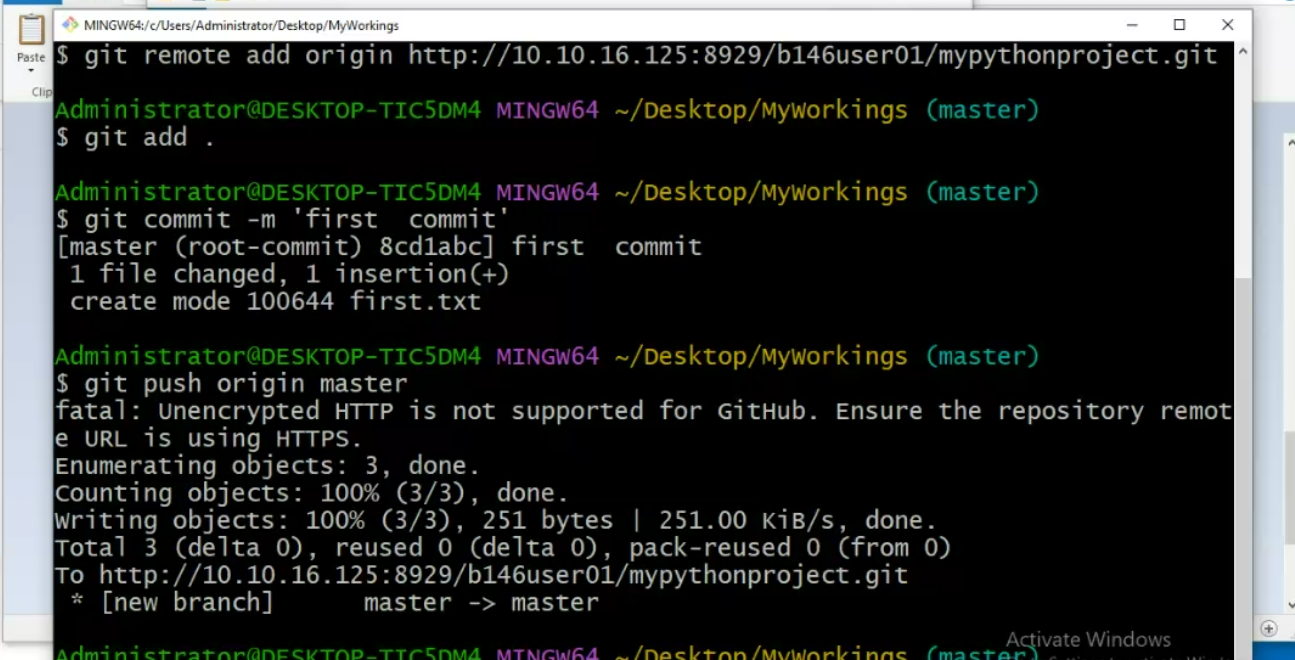 MINGW64:/c/Users/Administrator/Desktop/MyWorkings
Paste
Clip
$ git remote add origin http://10.10.16.125:8929/b146user01/mypythonproject.git
Administrator@DESKTOP-TIC5DM4 MINGW64 ~/Desktop/MyWorkings (master)
$ git add .
Administrator@DESKTOP-TIC5DM4 MINGW64 ~/Desktop/MyWorkings (master)
$ git commit -m 'first  commit'
[master (root-commit) 8cd1abc] first  commit
 1 file changed, 1 insertion(+)
 create mode 100644 first.txt
Administrator@DESKTOP-TIC5DM4 MINGW64 ~/Desktop/MyWorkings (master)
$ git push origin master
fatal: Unencrypted HTTP is not supported for GitHub. Ensure the repository remot
e URL is using HTTPS.
Enumerating objects: 3, done.
Counting objects: 100% (3/3), done.
Writing objects: 100% (3/3), 251 bytes | 251.00 KiB/s, done.
Total 3 (delta 0), reused 0 (delta 0), pack-reused 0 (from 0)
To http://10.10.16.125:8929/b146user01/mypythonproject.git
 * [new branch]      master -> master
Activate Windows
Administrator@DESKTOP-TIC5DM4 MINGW64 ~/Desktop/MyWorkings (master)